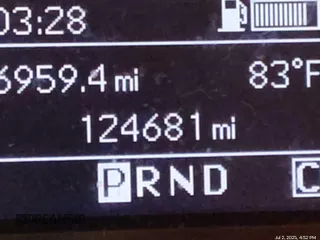 03:28
6959.4 mi 83°F
124681 mi
PRND C
Jul 2, 2025, 4:52 PM